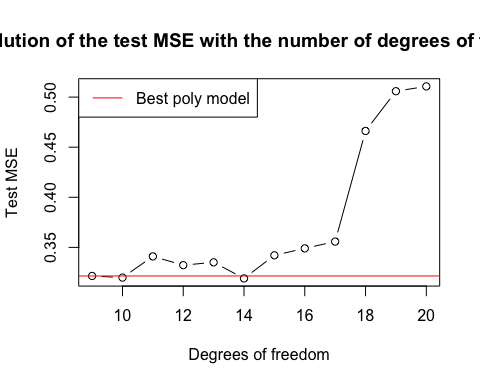 lution of the test MSE with the number of degrees of
Best poly model
Test MSE
0.50
0.45
0.40
0.35
10 12 14 16 18 20
Degrees of freedom